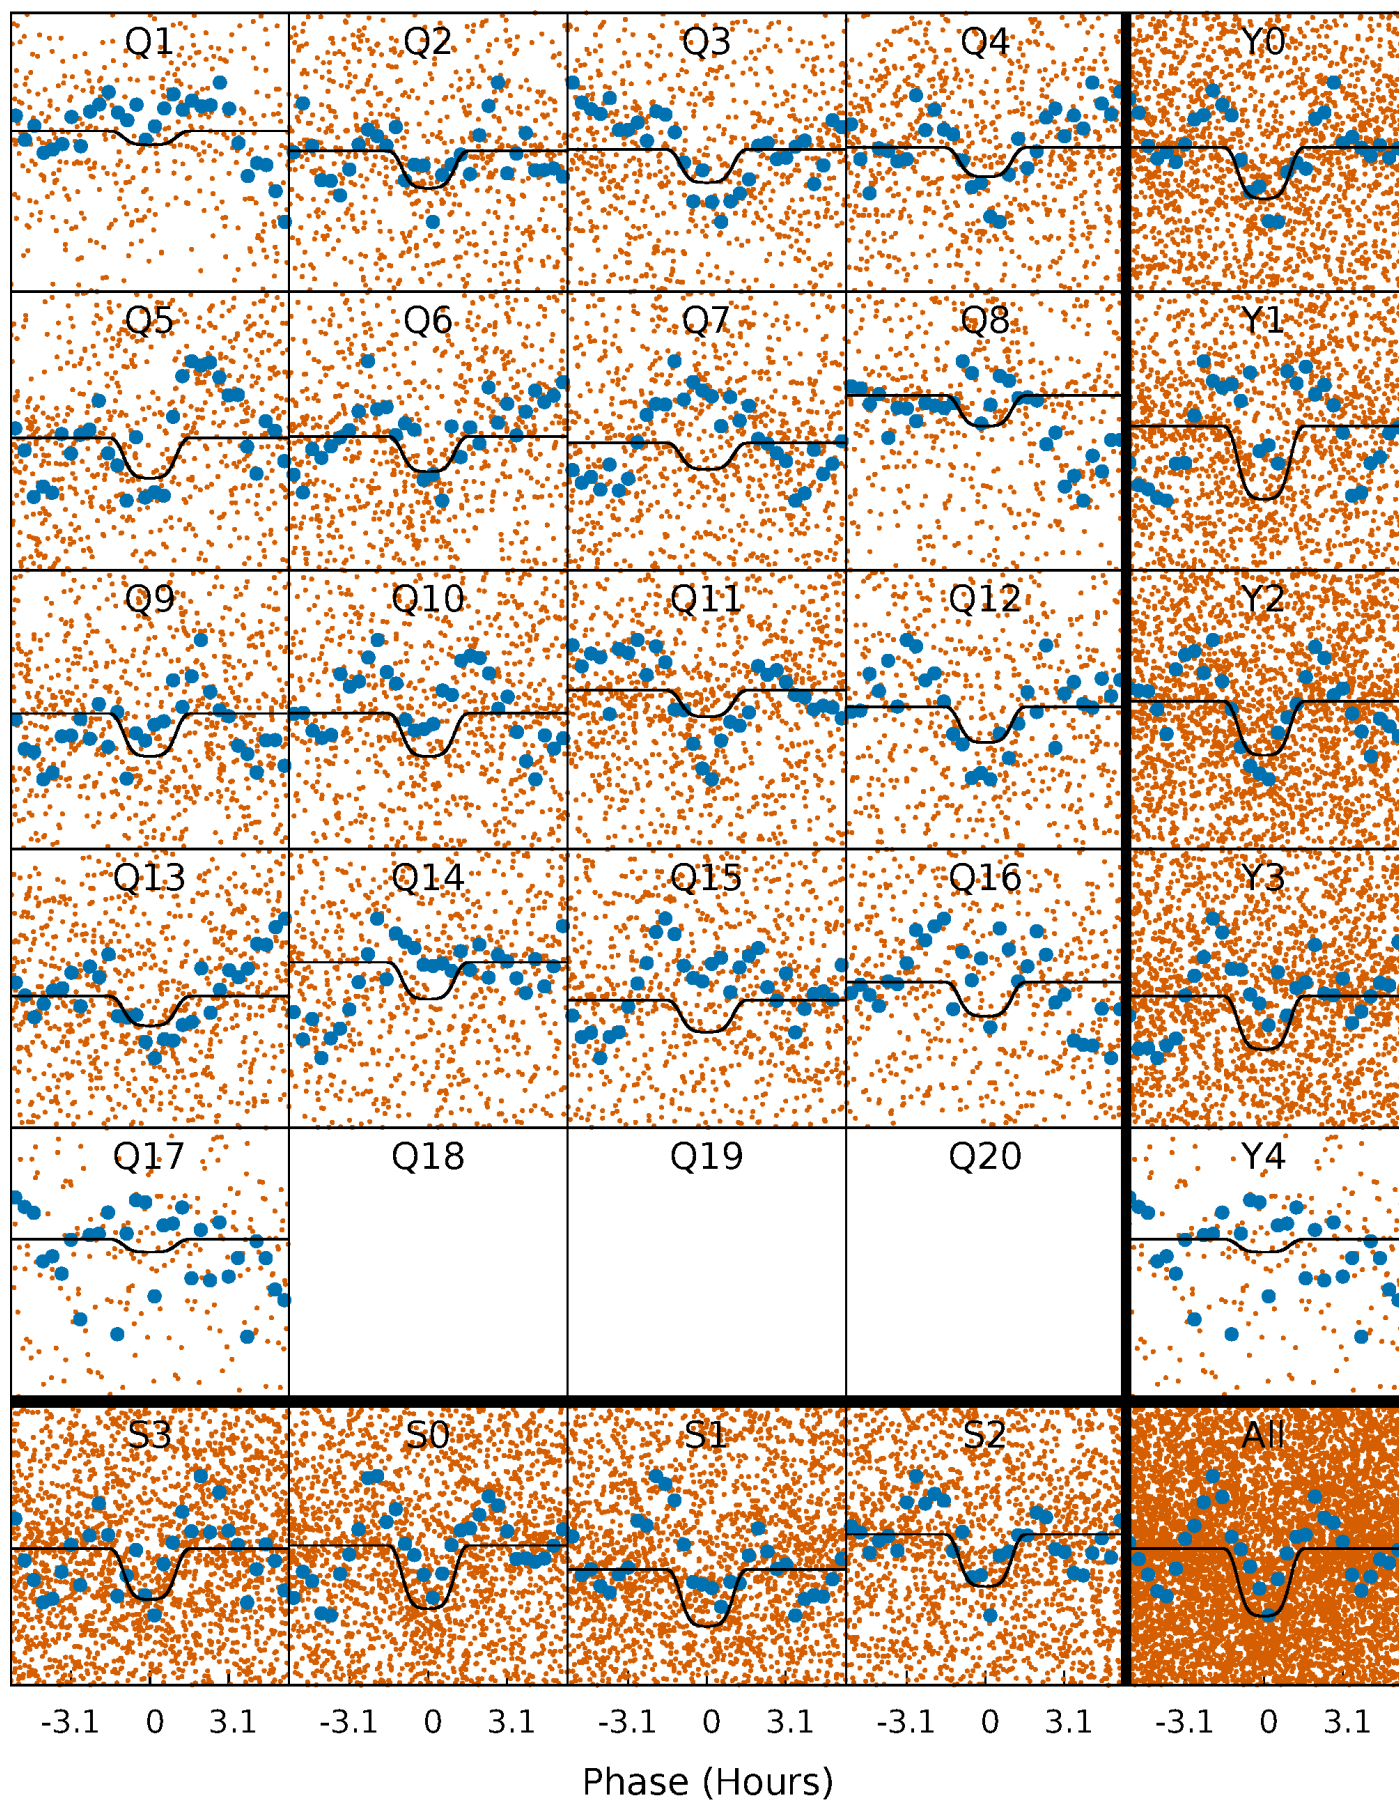 Q1 Q2 Q3 Q4 Y0
Q5 Q6 Q7 Q8 Y1
Q9 Q10 Q11 Q12 Y2
Q13 Q14 Q15 Q16 Y3
Q17 Q18 Q19 Q20 Y4
S3 S0 S1 S2 All
-3.1 0 3.1 -3.1 0 3.1 -3.1 0 3.1 -3.1 0 3.1 -3.1 0 3.1
Phase (Hours)